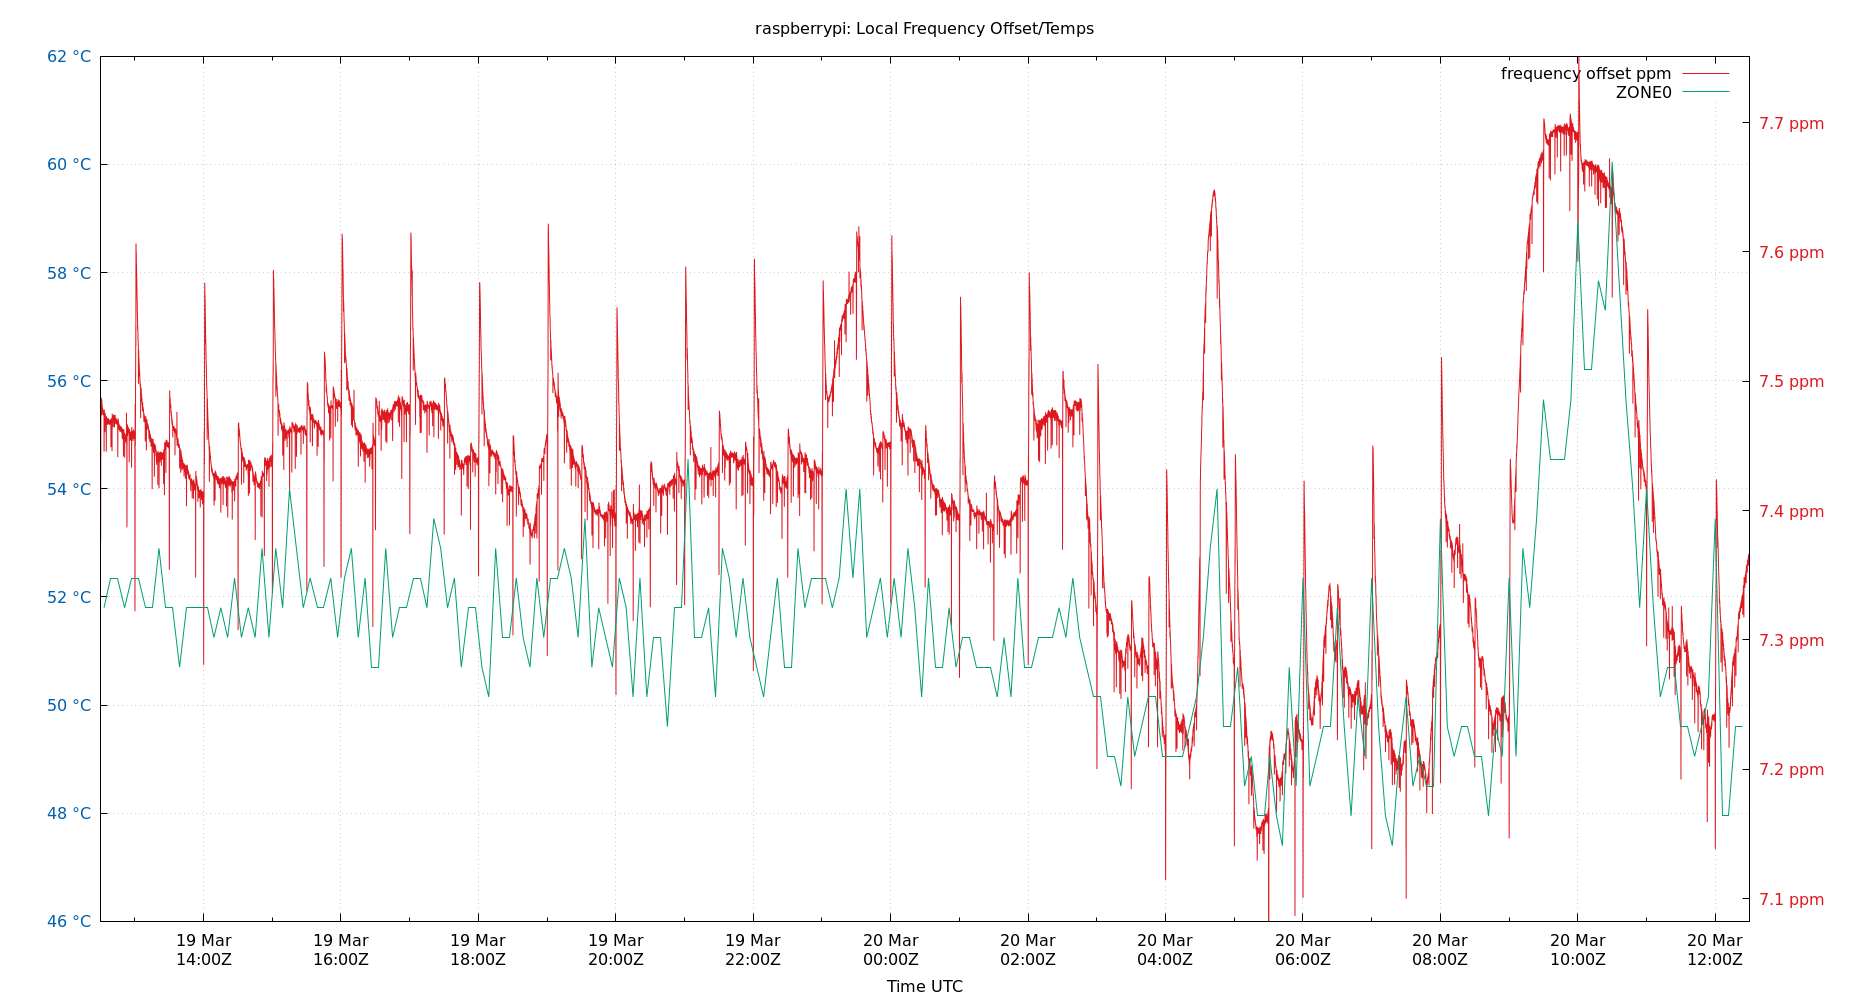 raspberrypi: Local Frequency Offset/Temps
frequency offset ppm
ZONE0
62 °C
60 °C
58 °C
56 °C
54 °C
52 °C
50 °C
48 °C
46 °C
7.7 ppm
7.6 ppm
7.5 ppm
7.4 ppm
7.3 ppm
7.2 ppm
7.1 ppm
19 Mar
14:00Z
19 Mar
16:00Z
19 Mar
18:00Z
19 Mar
20:00Z
19 Mar
22:00Z
20 Mar
00:00Z
20 Mar
02:00Z
20 Mar
04:00Z
20 Mar
06:00Z
20 Mar
08:00Z
20 Mar
10:00Z
20 Mar
12:00Z
Time UTC